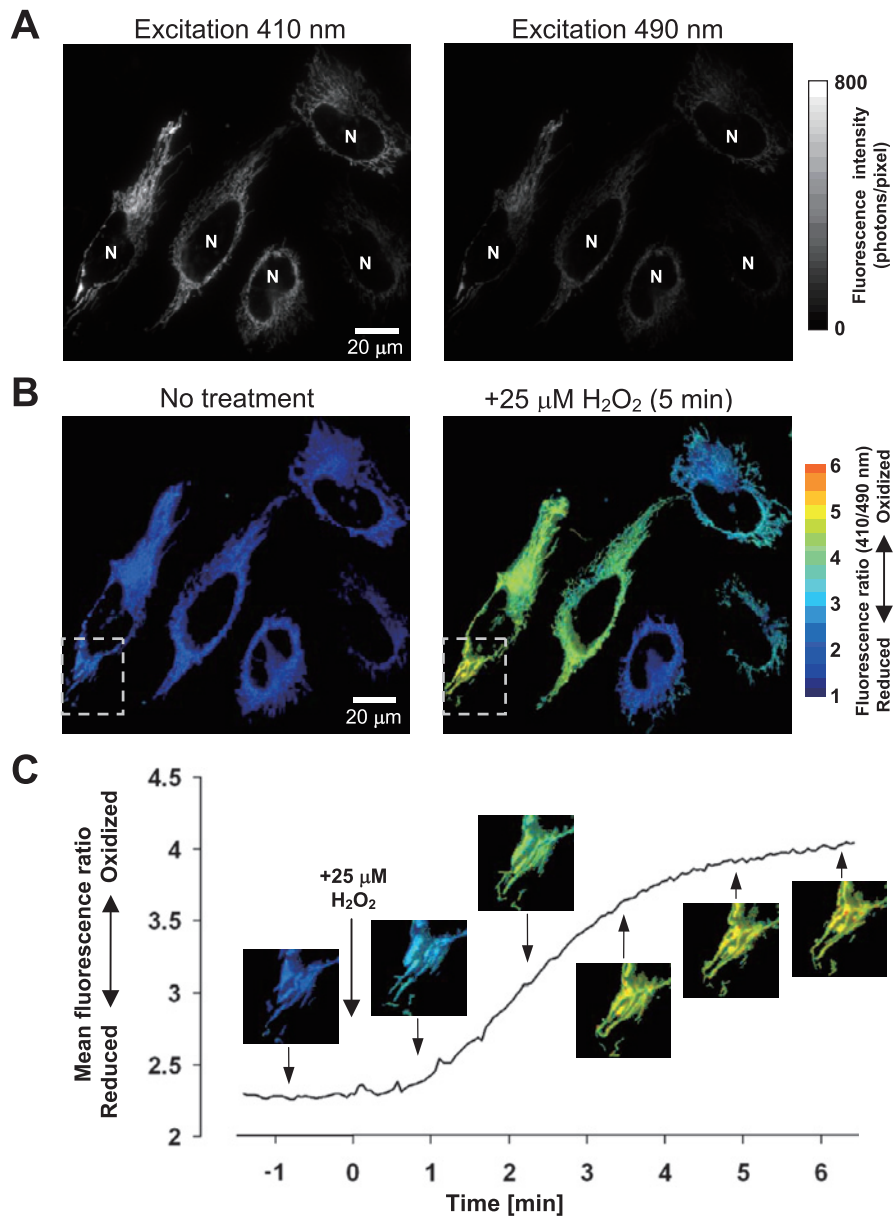 A
Excitation 410 nm
Excitation 490 nm
N
N
N
N
N
20 μm
N
N
N
N
N
800
0
Fluorescence intensity
(photons/pixel)
B
No treatment
+25 μM H₂O₂ (5 min)
20 μm
6
5
4
3
2
1
Fluorescence ratio (410/490 nm)
Reduced
Oxidized
C
Mean fluorescence ratio
Reduced
Oxidized
4.5
4
3.5
3
2.5
2
+25 μM
H₂O₂
-1
0
1
2
3
4
5
6
Time [min]